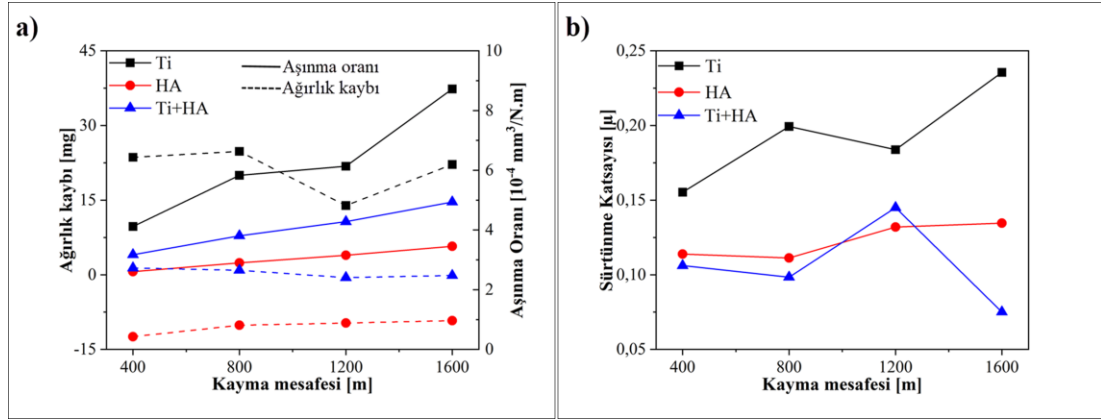 a)
45
30
15
0
-15
Ağırlık kaybı [mg]
Ti
HA
Ti+HA
Aşınma oranı
Ağırlık kaybı
10
8
6
4
2
0
Aşınma Oranı [10⁻⁴ mm³/N.m]
400 800 1200 1600
Kayma mesafesi [m]
b)
0,25
0,20
0,15
0,10
0,05
Sürtünme Katsayısı [µ]
Ti
HA
Ti+HA
400 800 1200 1600
Kayma mesafesi [m]